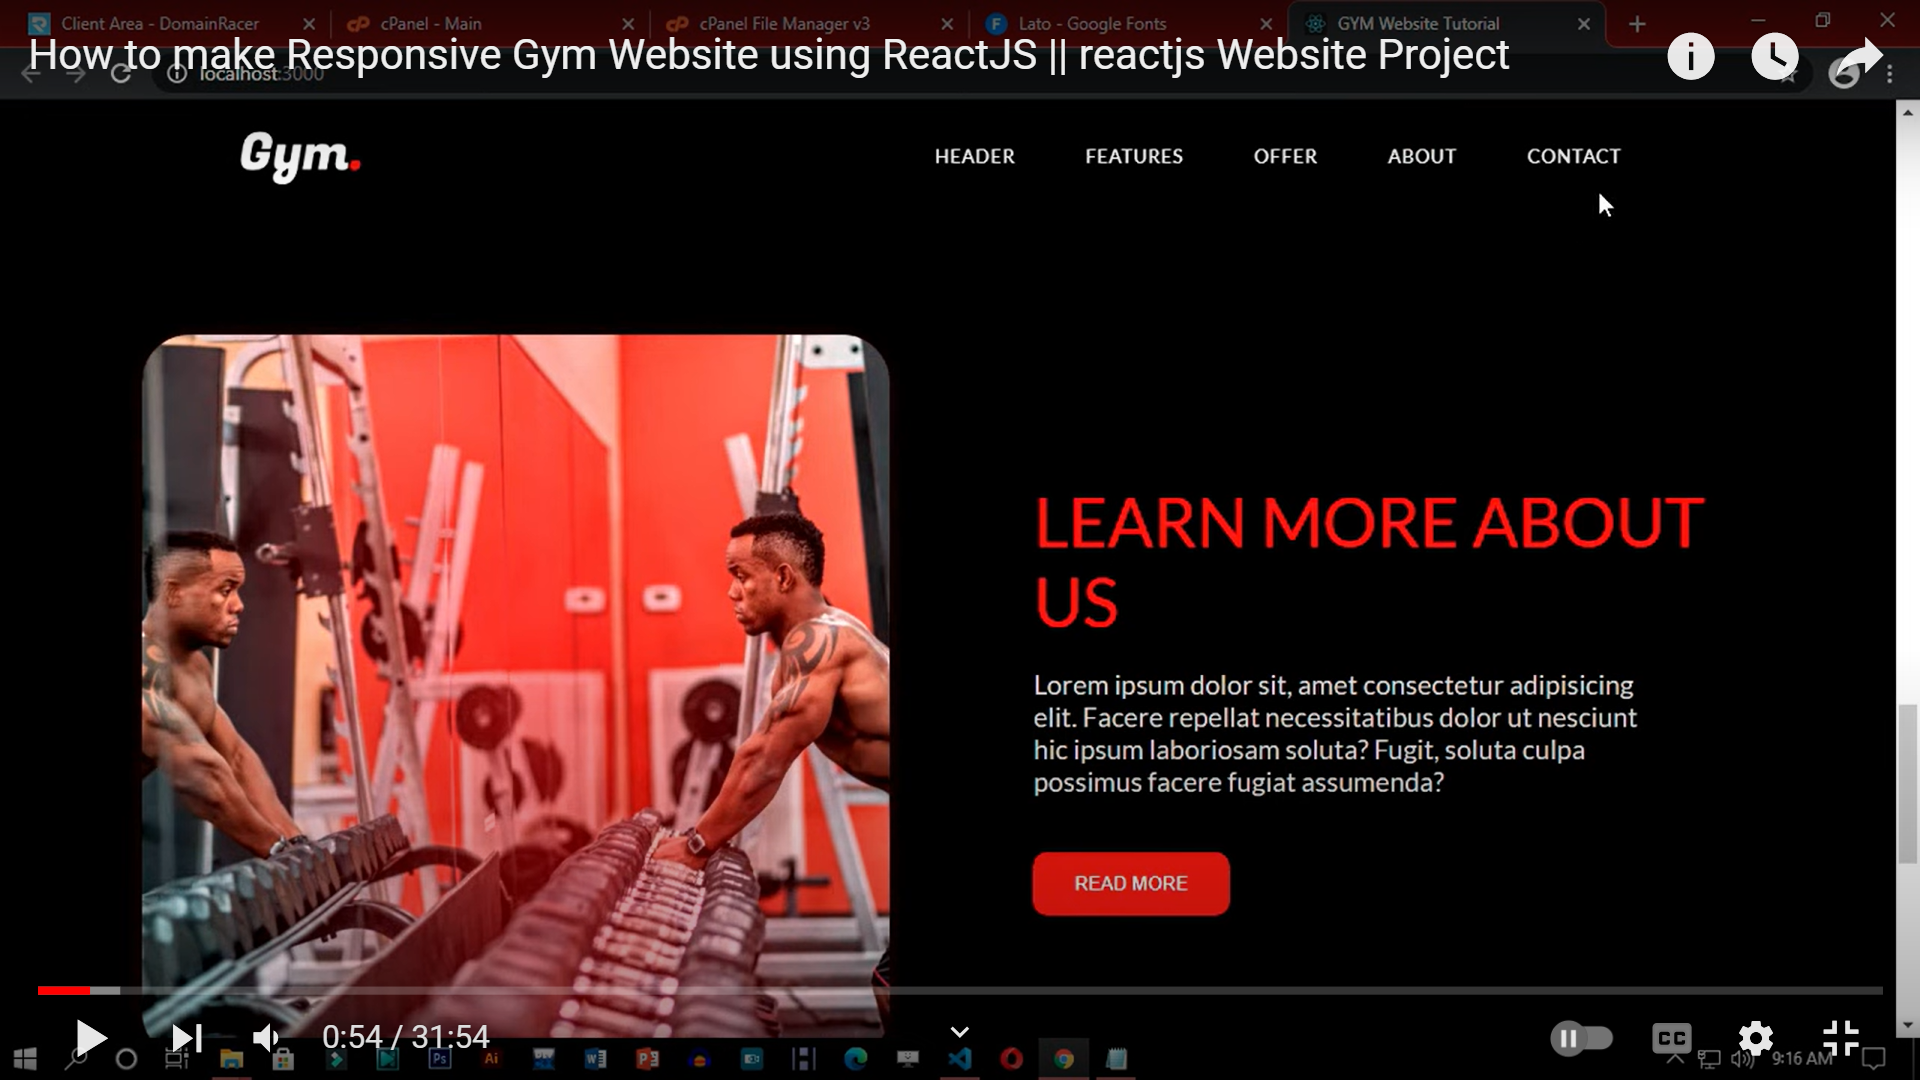 Client Area - DomainRacer
cPanel - Main
cPanel File Manager v3
Lato - Google Fonts
GYM Website Tutorial
How to make Responsive Gym Website using ReactJS || reactjs Website Project
localhost:3000
Gym.
HEADER
FEATURES
OFFER
ABOUT
CONTACT
LEARN MORE ABOUT
US
Lorem ipsum dolor sit, amet consectetur adipisicing
elit. Facere repellat necessitatibus dolor ut nesciunt
hic ipsum laboriosam soluta? Fugit, soluta culpa
possimus facere fugiat assumenda?
READ MORE
0:54 / 31:54
CC
Ps
Ai
9:16 AM